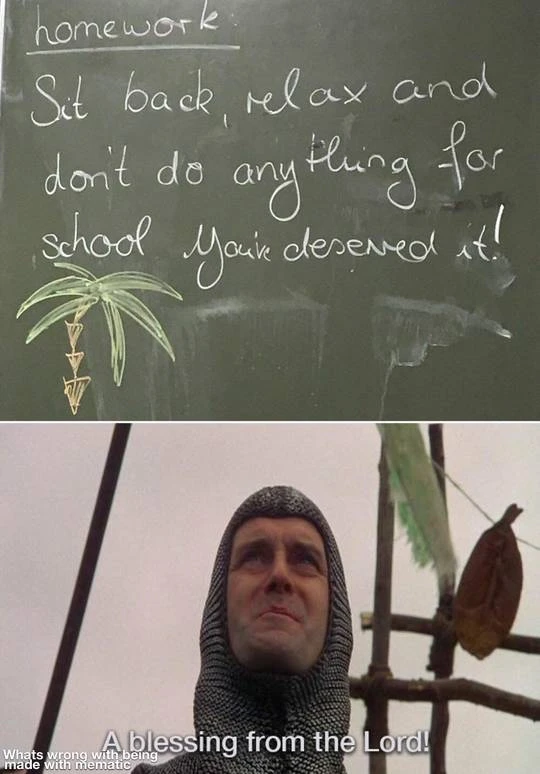 homework:
Sit back, relax and
don't do anything for
school You've deserved it!
A blessing from the Lord!
Whats wrong with being
made with mematic